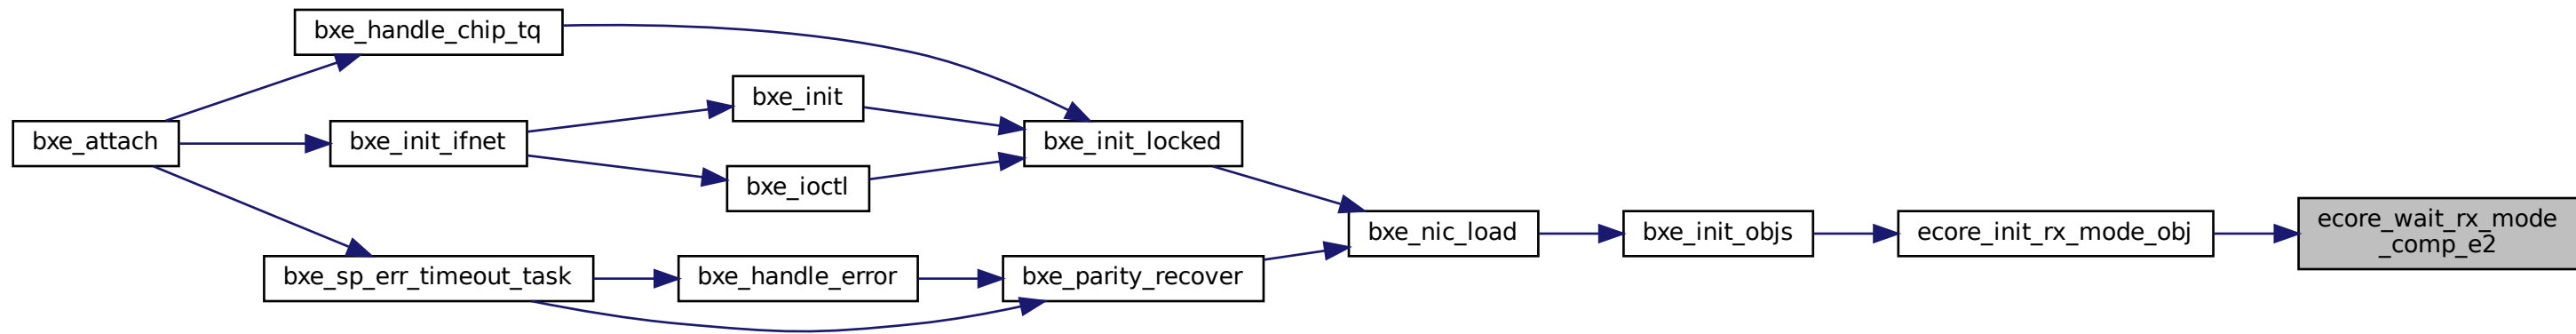 bxe_handle_chip_tq
bxe_init
bxe_attach
bxe_init_ifnet
bxe_init_locked
bxe_ioctl
ecore_wait_rx_mode
_comp_e2
bxe_nic_load
bxe_init_objs
ecore_init_rx_mode_obj
bxe_sp_err_timeout_task
bxe_handle_error
bxe_parity_recover